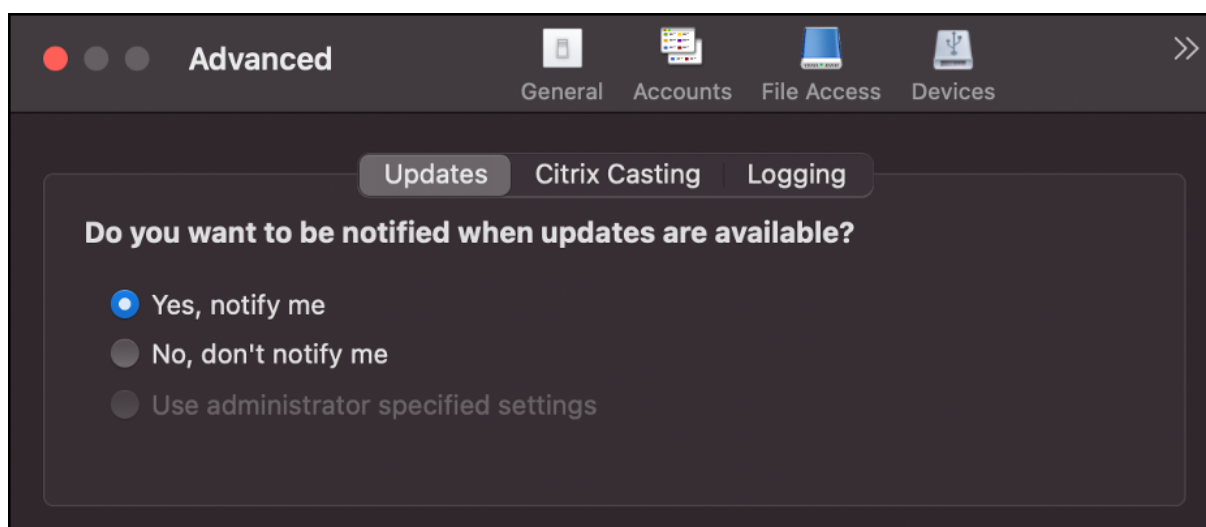 Advanced
General Accounts File Access Devices
Updates Citrix Casting Logging
Do you want to be notified when updates are available?
Yes, notify me
No, don't notify me
Use administrator specified settings